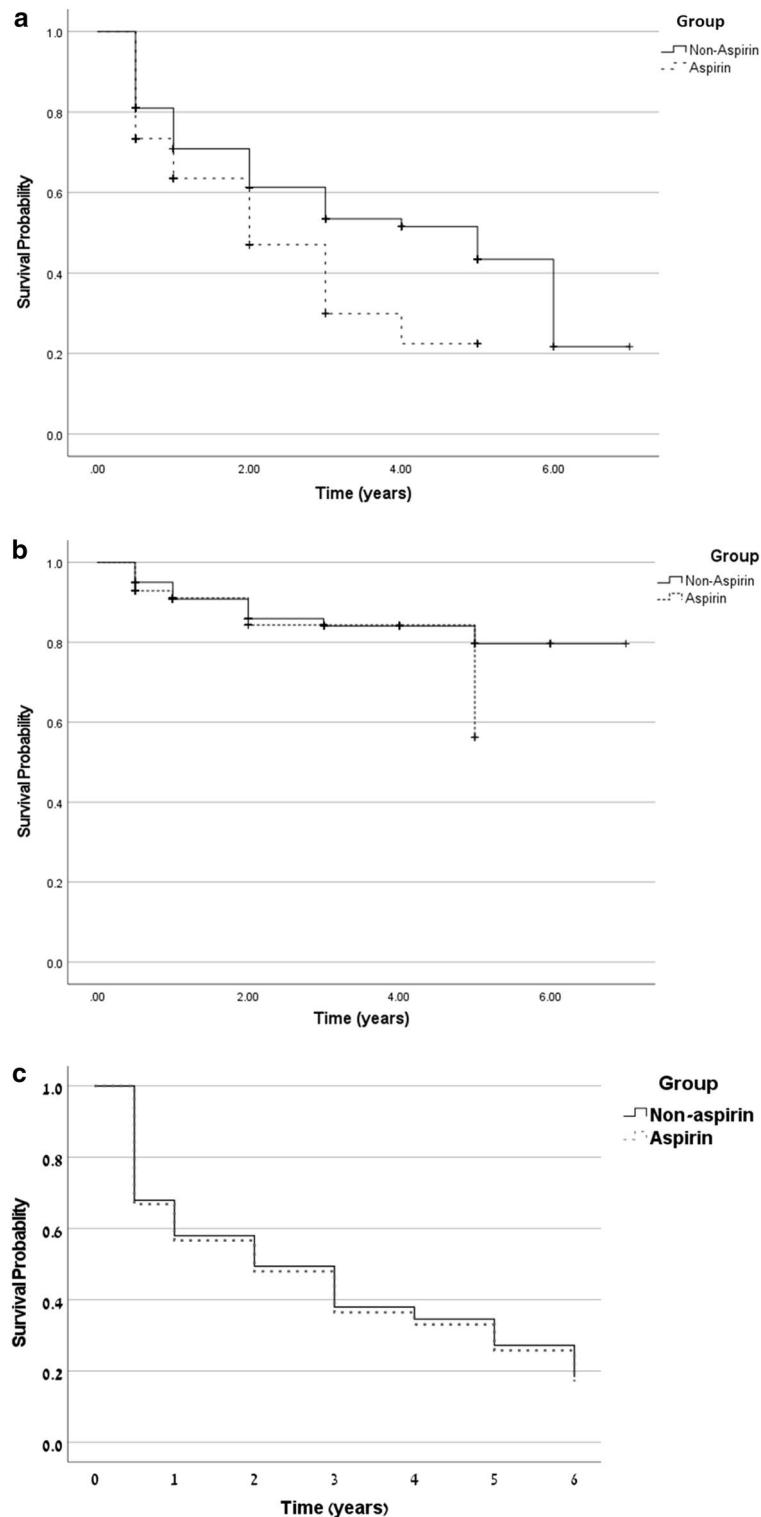 a
Group
Non-Aspirin
Aspirin
1.0
0.8
0.6
0.4
0.2
0.0
Survival Probability
.00 2.00 4.00 6.00
Time (years)
b
Group
Non-Aspirin
Aspirin
1.0
0.8
0.6
0.4
0.2
0.0
Survival Probability
.00 2.00 4.00 6.00
Time (years)
c
Group
Non-aspirin
Aspirin
1.0
0.8
0.6
0.4
0.2
0.0
Survival Probablity
0 1 2 3 4 5 6
Time (years)